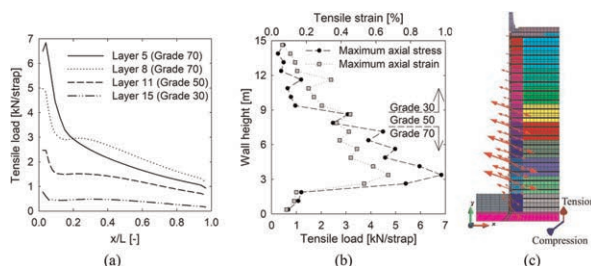 (a)
Tensile load [kN/strap]
7
6
5
4
3
2
1
0
Layer 5 (Grade 70)
Layer 8 (Grade 70)
Layer 11 (Grade 50)
Layer 15 (Grade 30)
0 0.2 0.4 0.6 0.8 1
x/L [-]
(a)
Tensile strain [%]
0.0 0.2 0.4 0.6 0.8 1.0
Wall height [m]
15
12
9
6
3
0
Maximum axial stress
Maximum axial strain
Grade 30
Grade 50
Grade 70
0 1 2 3 4 5 6 7
Tensile load [kN/strap]
(b)
y
x
Tension
Compression
(c)